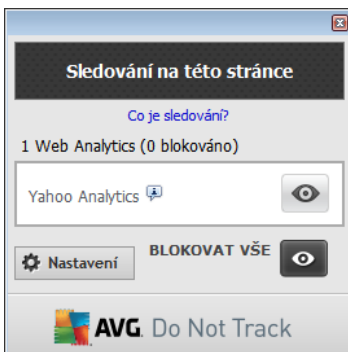 Sledování na této stránce
Co je sledování?
1 Web Analytics (0 blokováno)
Yahoo Analytics
Nastavení
BLOKOVAT VŠE
AVG. Do Not Track